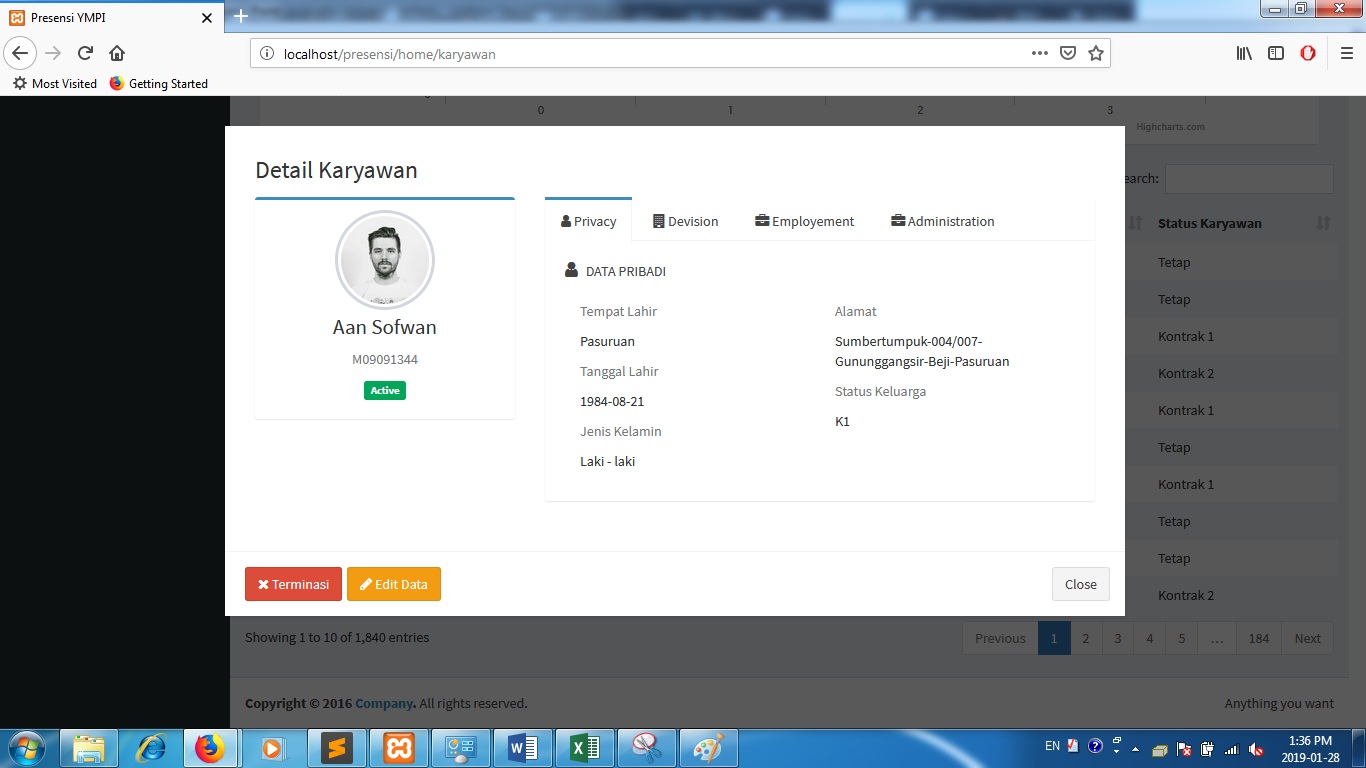 Presensi YMPI
localhost/presensi/home/karyawan
Most Visited Getting Started
0 1 2 3
Highcharts.com
Detail Karyawan
earch:
Privacy Devision Employement Administration
Status Karyawan
DATA PRIBADI
Aan Sofwan
M09091344
Active
Tempat Lahir
Pasuruan
Tanggal Lahir
1984-08-21
Jenis Kelamin
Laki - laki
Alamat
Sumbertumpuk-004/007-
Gununggangsir-Beji-Pasuruan
Status Keluarga
K1
Tetap
Tetap
Kontrak 1
Kontrak 2
Kontrak 1
Tetap
Kontrak 1
Tetap
Tetap
Kontrak 2
Terminasi Edit Data Close
Showing 1 to 10 of 1,840 entries
Previous 1 2 3 4 5 … 184 Next
Copyright © 2016 Company. All rights reserved. Anything you want
EN 1:36 PM
2019-01-28